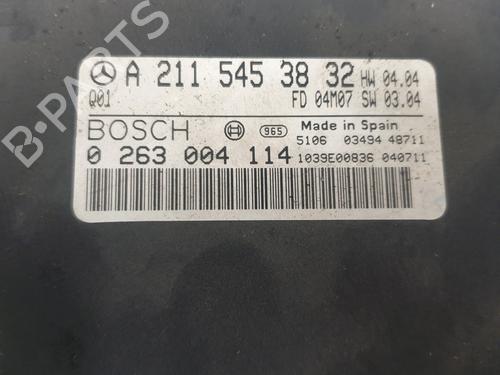 A 211 545 38 32 HW 04.04
Q01 FD 04M07 SW 03.04
BOSCH 965 Made in Spain
5106 03494 48711
0 263 004 114 1039E00836 040711
B-PARTS